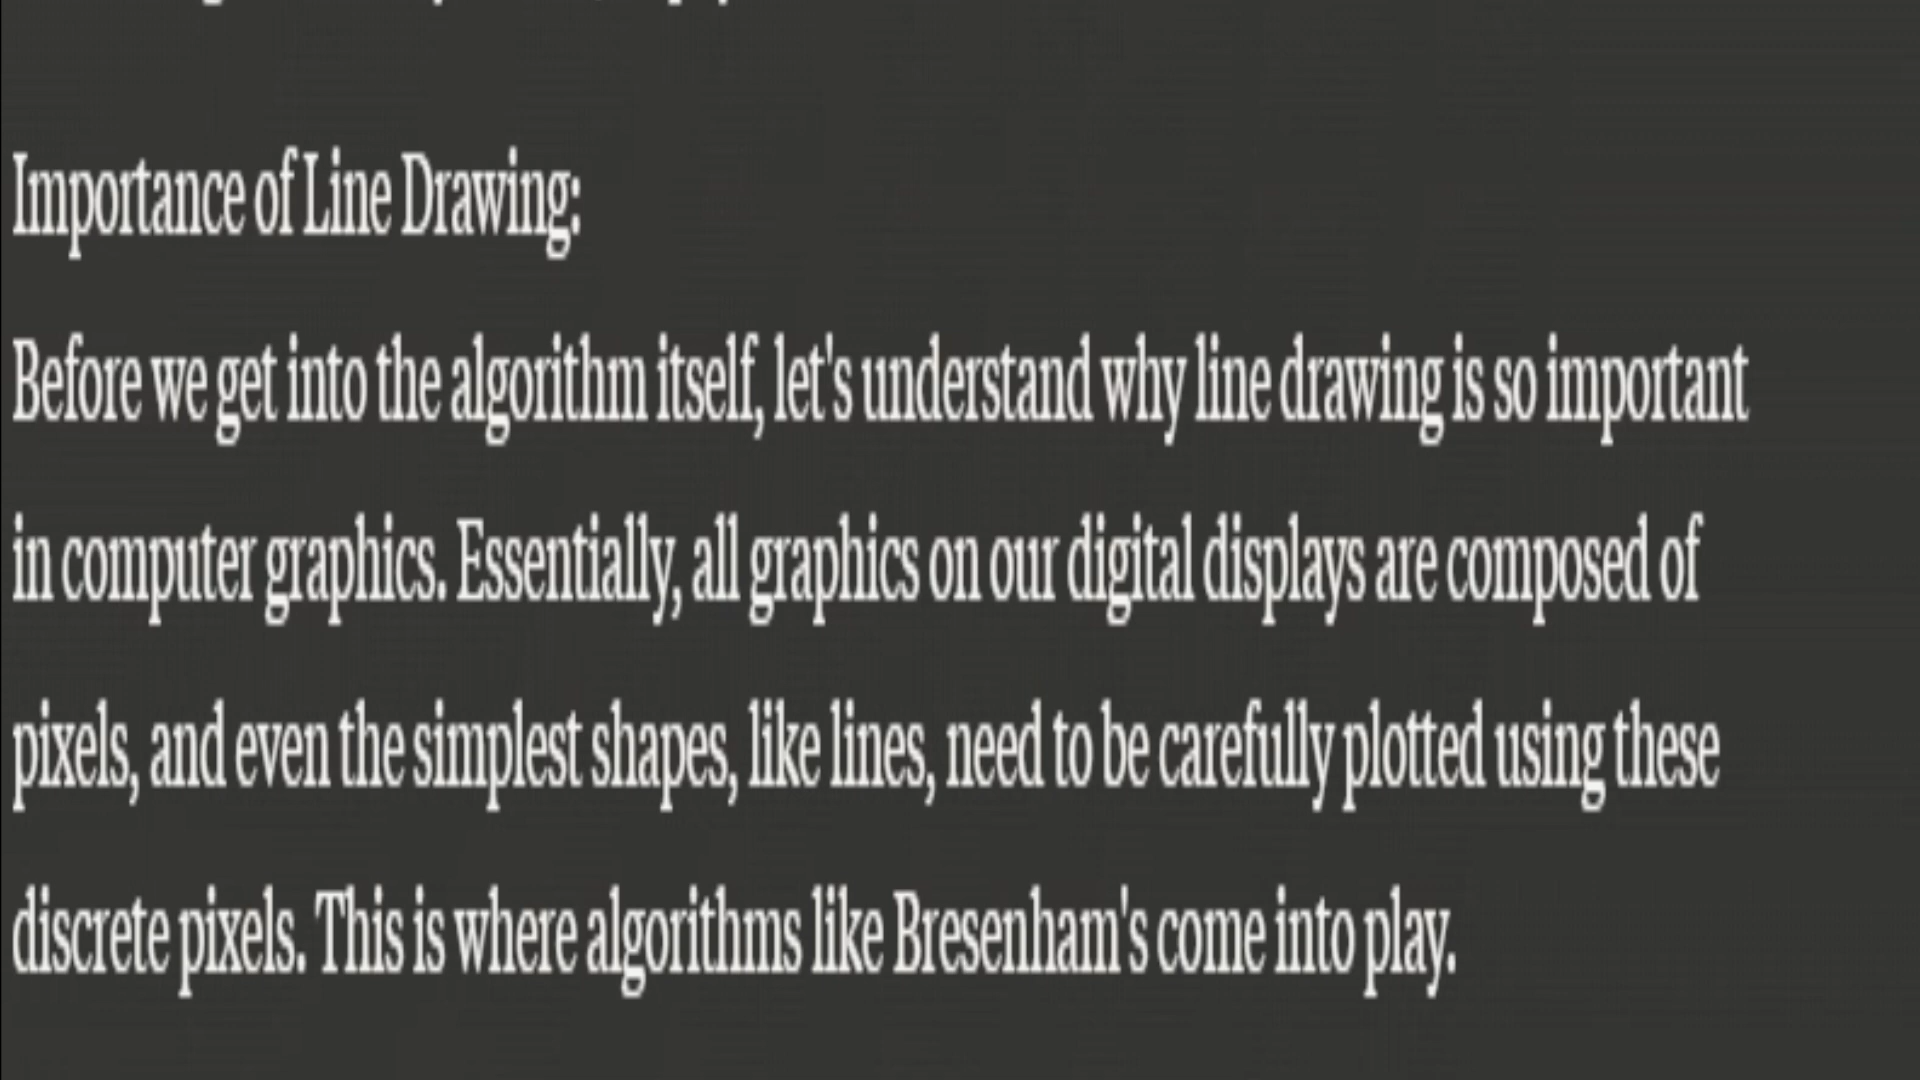 Importance of Line Drawing:
Before we get into the algorithm itself, let's understand why line drawing is so important
in computer graphics. Essentially, all graphics on our digital displays are composed of
pixels, and even the simplest shapes, like lines, need to be carefully plotted using these
discrete pixels. This is where algorithms like Bresenham's come into play.